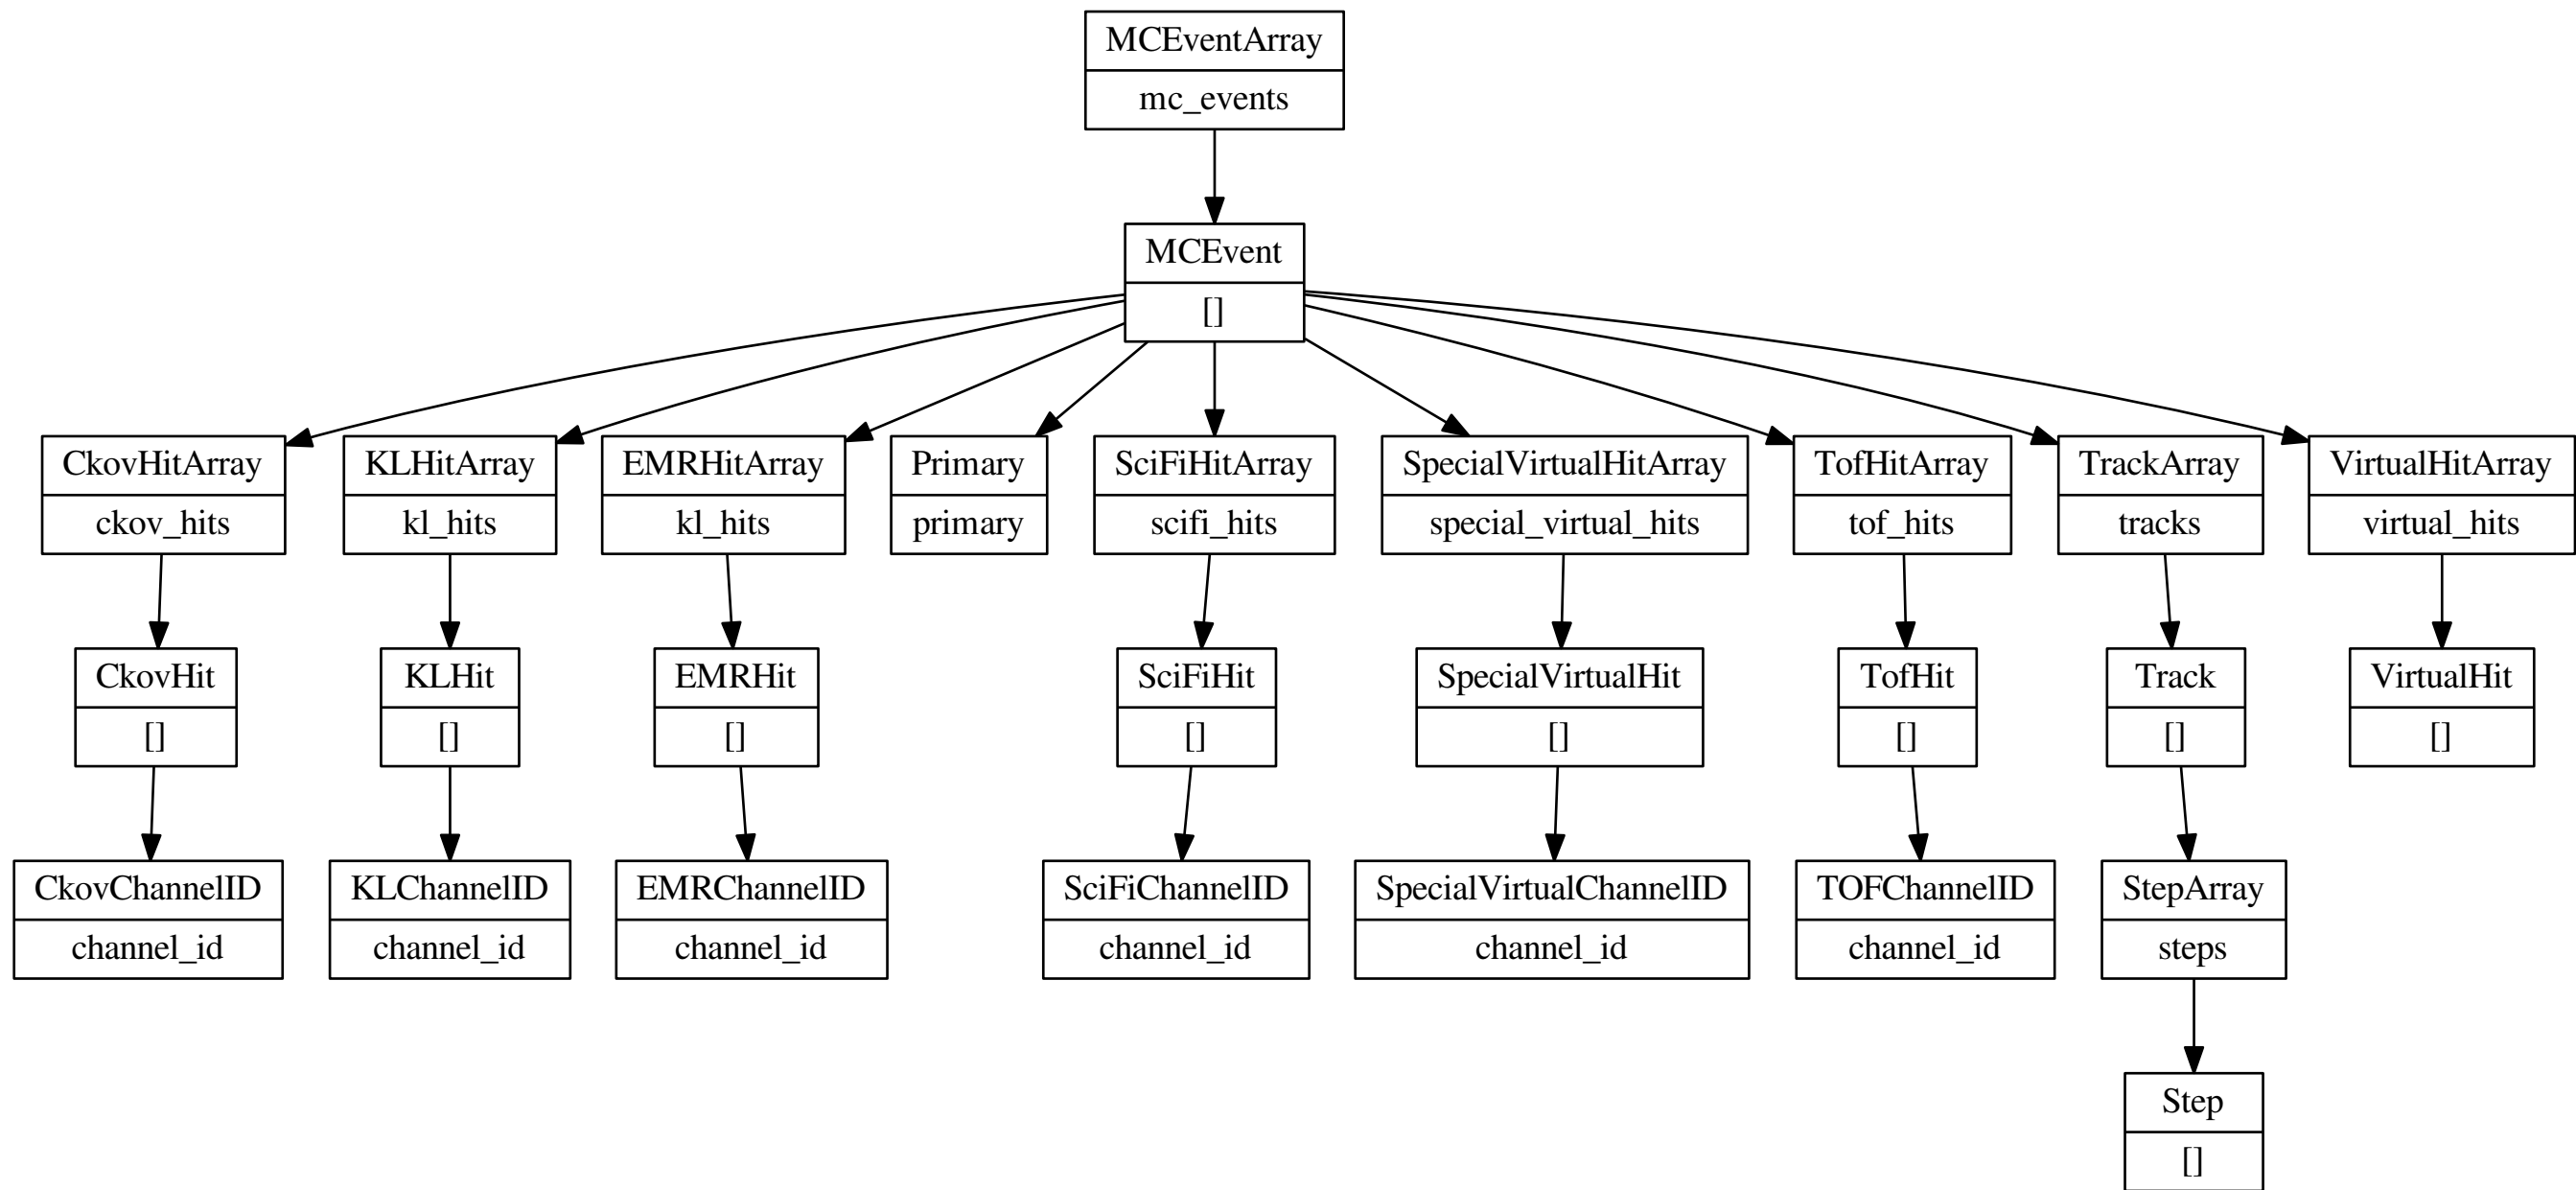 MCEventArray
mc_events
MCEvent
[]
CkovHitArray
ckov_hits
KLHitArray
kl_hits
EMRHitArray
kl_hits
Primary
primary
SciFiHitArray
scifi_hits
SpecialVirtualHitArray
special_virtual_hits
TofHitArray
tof_hits
TrackArray
tracks
VirtualHitArray
virtual_hits
CkovHit
[]
KLHit
[]
EMRHit
[]
SciFiHit
[]
SpecialVirtualHit
[]
TofHit
[]
Track
[]
VirtualHit
[]
CkovChannelID
channel_id
KLChannelID
channel_id
EMRChannelID
channel_id
SciFiChannelID
channel_id
SpecialVirtualChannelID
channel_id
TOFChannelID
channel_id
StepArray
steps
Step
[]